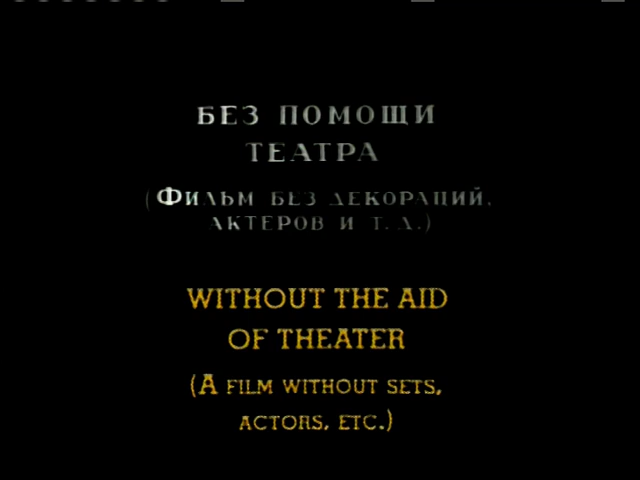 БЕЗ ПОМОЩИ
ТЕАТРА
(ФИЛЬМ БЕЗ ДЕКОРАЦИЙ,
АКТЕРОВ И Т. Д.)
WITHOUT THE AID
OF THEATER
(A FILM WITHOUT SETS,
ACTORS, ETC.)